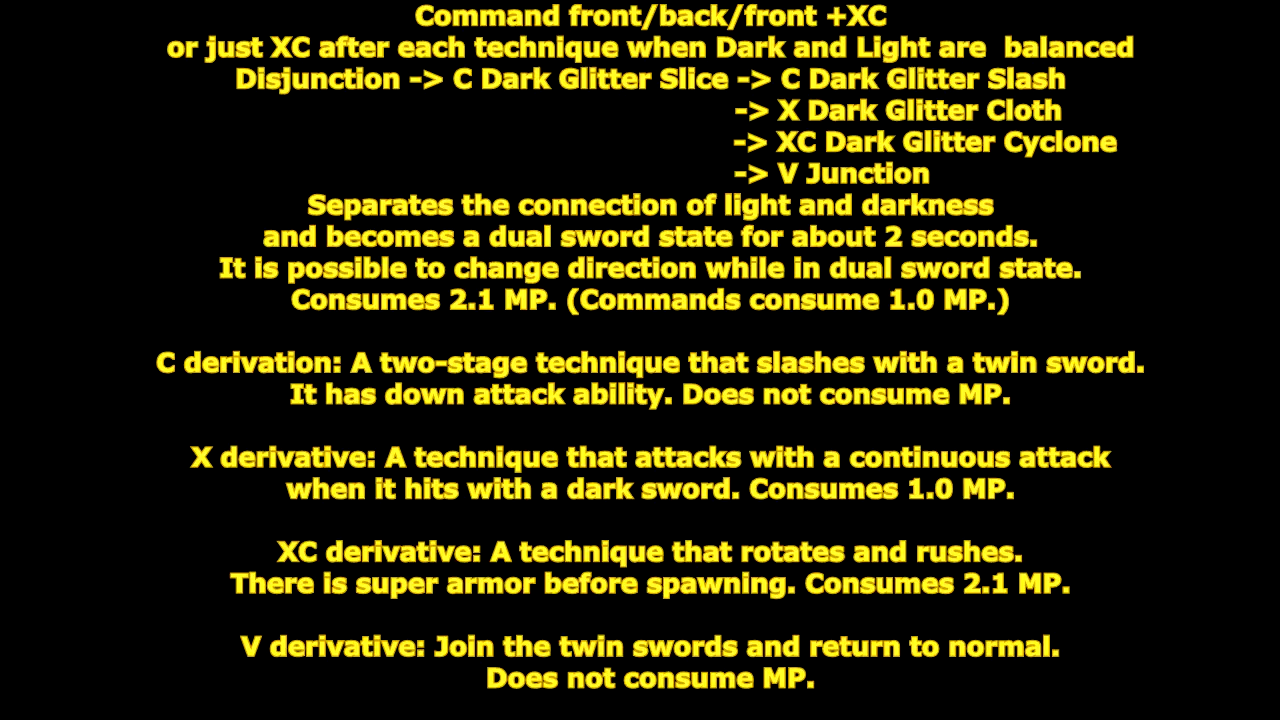 Command front/back/front +XC
or just XC after each technique when Dark and Light are  balanced
Disjunction -> C Dark Glitter Slice -> C Dark Glitter Slash
-> X Dark Glitter Cloth
-> XC Dark Glitter Cyclone
-> V Junction
Separates the connection of light and darkness
and becomes a dual sword state for about 2 seconds.
It is possible to change direction while in dual sword state.
Consumes 2.1 MP. (Commands consume 1.0 MP.)
C derivation: A two-stage technique that slashes with a twin sword.
It has down attack ability. Does not consume MP.
X derivative: A technique that attacks with a continuous attack
when it hits with a dark sword. Consumes 1.0 MP.
XC derivative: A technique that rotates and rushes.
There is super armor before spawning. Consumes 2.1 MP.
V derivative: Join the twin swords and return to normal.
Does not consume MP.